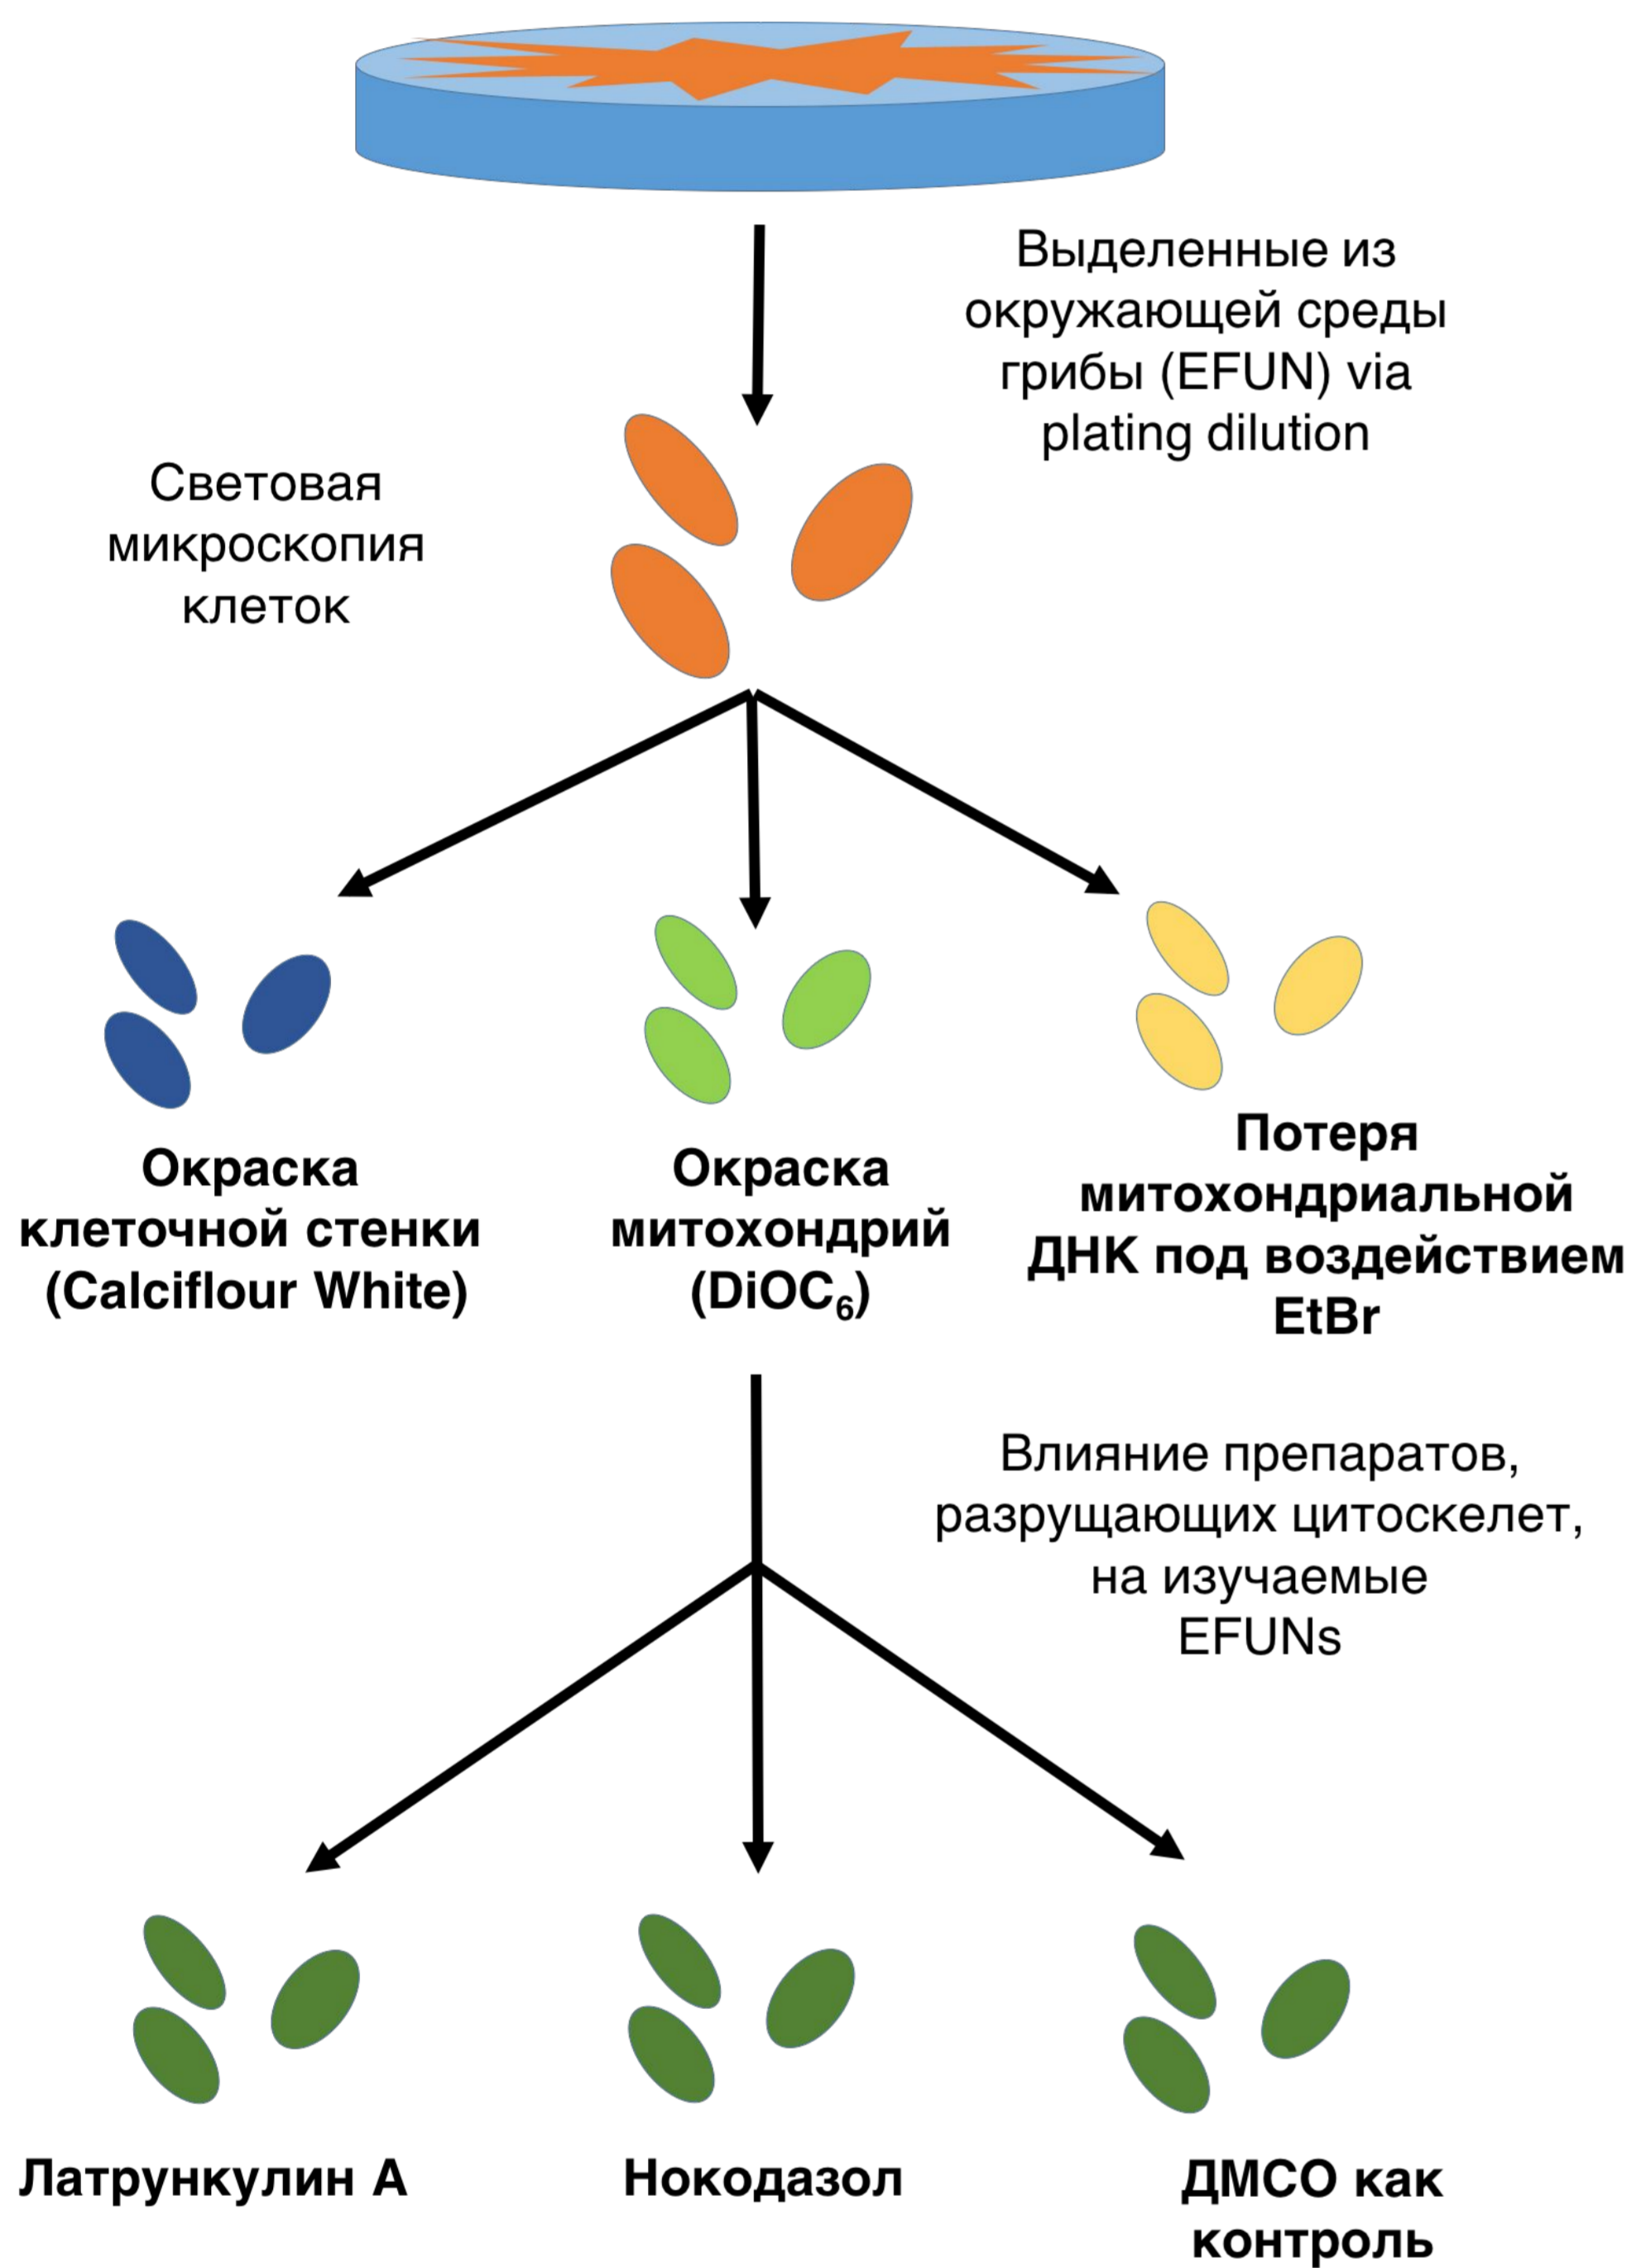 Выделенные из
окружающей среды
грибы (EFUN) via
plating dilution
Световая
микроскопия
клеток
Окраска
клеточной стенки
(Calciflour White)
Окраска
митохондрий
(DiOC₆)
Потеря
митохондриальной
ДНК под воздействием
EtBr
Влияние препаратов,
разрущающих цитоскелет,
на изучаемые
EFUNs
Латрункулин А
Нокодазол
ДМСО как
контроль